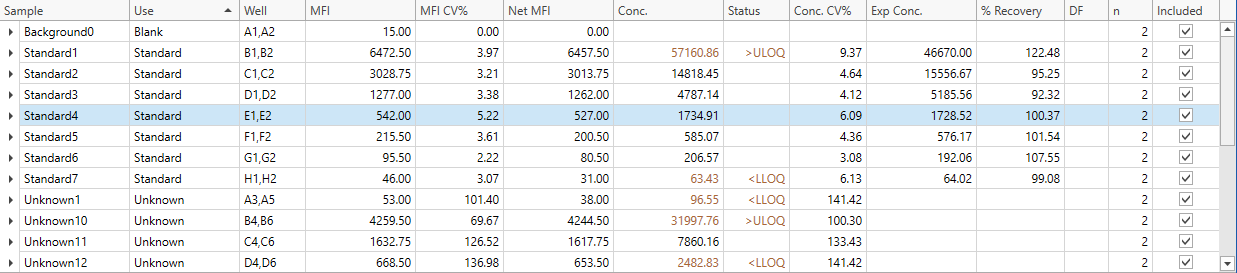 Sample Use Well MFI MFI CV% Net MFI Conc. Status Conc. CV% Exp Conc. % Recovery DF n Included
Background0 Blank A1,A2 15.00 0.00 0.00 2
Standard1 Standard B1,B2 6472.50 3.97 6457.50 57160.86 >ULOQ 9.37 46670.00 122.48 2
Standard2 Standard C1,C2 3028.75 3.21 3013.75 14818.45 4.64 15556.67 95.25 2
Standard3 Standard D1,D2 1277.00 3.38 1262.00 4787.14 4.12 5185.56 92.32 2
Standard4 Standard E1,E2 542.00 5.22 527.00 1734.91 6.09 1728.52 100.37 2
Standard5 Standard F1,F2 215.50 3.61 200.50 585.07 4.36 576.17 101.54 2
Standard6 Standard G1,G2 95.50 2.22 80.50 206.57 3.08 192.06 107.55 2
Standard7 Standard H1,H2 46.00 3.07 31.00 63.43 <LLOQ 6.13 64.02 99.08 2
Unknown1 Unknown A3,A5 53.00 101.40 38.00 96.55 <LLOQ 141.42 2
Unknown10 Unknown B4,B6 4259.50 69.67 4244.50 31997.76 >ULOQ 100.30 2
Unknown11 Unknown C4,C6 1632.75 126.52 1617.75 7860.16 133.43 2
Unknown12 Unknown D4,D6 668.50 136.98 653.50 2482.83 <LLOQ 141.42 2